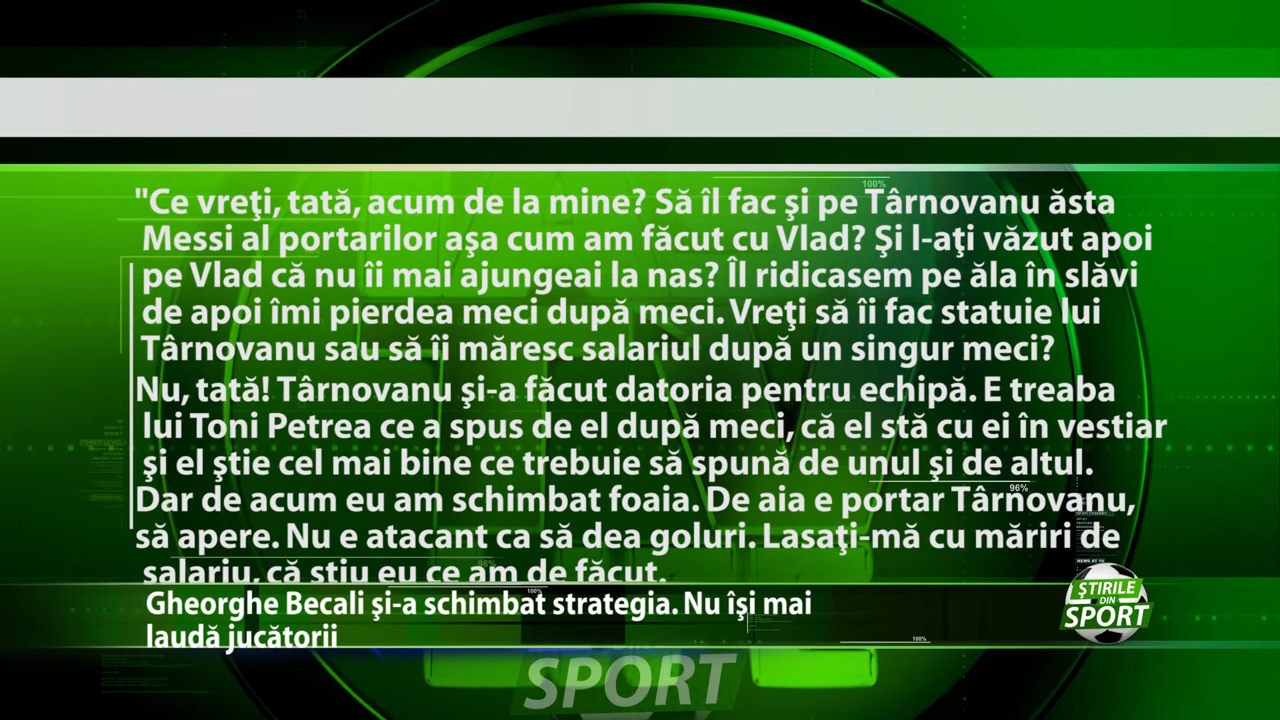 100%
"Ce vreţi, tată, acum de la mine? Să îl fac şi pe Târnovanu ăsta
Messi al portarilor aşa cum am făcut cu Vlad? Şi l-aţi văzut apoi
pe Vlad că nu îi mai ajungeai la nas? Îl ridicasem pe ăla în slăvi
de apoi îmi pierdea meci după meci. Vreţi să îi fac statuie lui
Târnovanu sau să îi măresc salariul după un singur meci?
Nu, tată! Târnovanu şi-a făcut datoria pentru echipă. E treaba
lui Toni Petrea ce a spus de el după meci, că el stă cu ei în vestiar
şi el ştie cel mai bine ce trebuie să spună de unul şi de altul.
96%
Dar de acum eu am schimbat foaia. De aia e portar Târnovanu,
să apere. Nu e atacant ca să dea goluri. Lasaţi-mă cu măriri de
96%
salariu, că ştiu eu ce am de făcut.
100%
Gheorghe Becali şi-a schimbat strategia. Nu îşi mai
laudă jucătorii
ŞTIRILE
DIN
SPORT
100%
SPORT